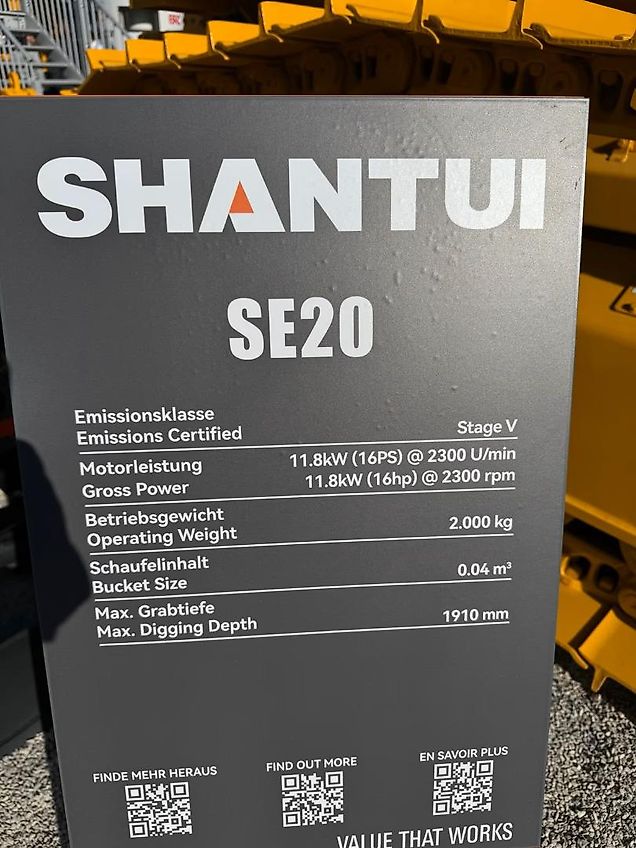 SHANTUI
SE20
Emissionsklasse
Emissions Certified Stage V
Motorleistung 11.8kW (16PS) @ 2300 U/min
Gross Power 11.8kW (16hp) @ 2300 rpm
Betriebsgewicht
Operating Weight 2.000 kg
Schaufelinhalt
Bucket Size 0.04 m³
Max. Grabtiefe
Max. Digging Depth 1910 mm
FINDE MEHR HERAUS FIND OUT MORE EN SAVOIR PLUS
VALUE THAT WORKS